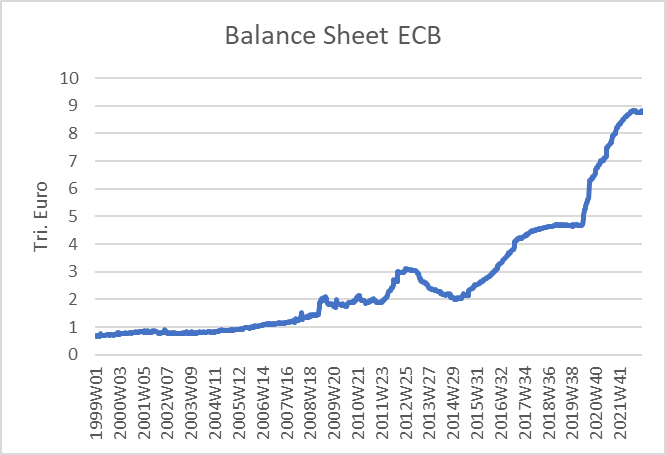 Balance Sheet ECB
Tri. Euro
10
9
8
7
6
5
4
3
2
1
0
1999W01
2000W03
2001W05
2002W07
2003W09
2004W11
2005W12
2006W14
2007W16
2008W18
2009W20
2010W21
2011W23
2012W25
2013W27
2014W29
2015W31
2016W32
2017W34
2018W36
2019W38
2020W40
2021W41